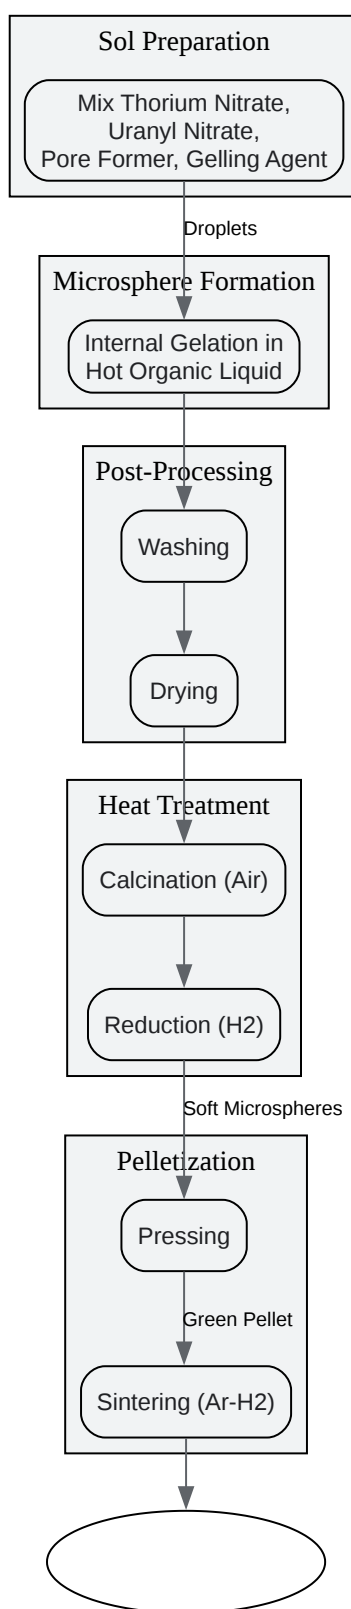 Sol Preparation
Mix Thorium Nitrate,
Uranyl Nitrate,
Pore Former, Gelling Agent
Droplets
Microsphere Formation
Internal Gelation in
Hot Organic Liquid
Post-Processing
Washing
Drying
Heat Treatment
Calcination (Air)
Reduction (H2)
Soft Microspheres
Pelletization
Pressing
Green Pellet
Sintering (Ar-H2)